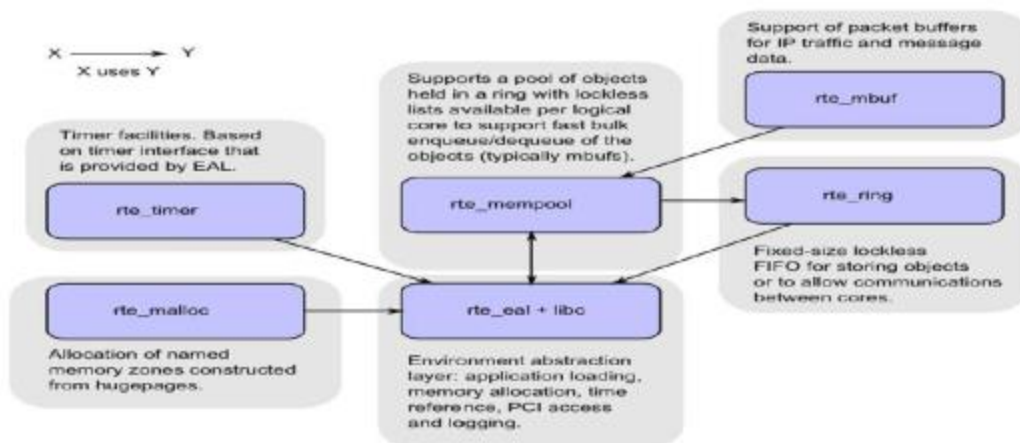 X Y
X uses Y
Support of packet buffers
for IP traffic and message
data.
rte_mbuf
Supports a pool of objects
held in a ring with lockless
lists available per logical
core to support fast bulk
enqueue/dequeue of the
objects (typically mbufs).
rte_mempool
Timer facilities. Based
on timer interface that
is provided by EAL.
rte_timer
rte_ring
Fixed-size lockless
FIFO for storing objects
or to allow communications
between cores.
rte_malloc
Allocation of named
memory zones constructed
from hugepages.
rte_eal + libc
Environment abstraction
layer: application loading,
memory allocation, time
reference, PCI access
and logging.